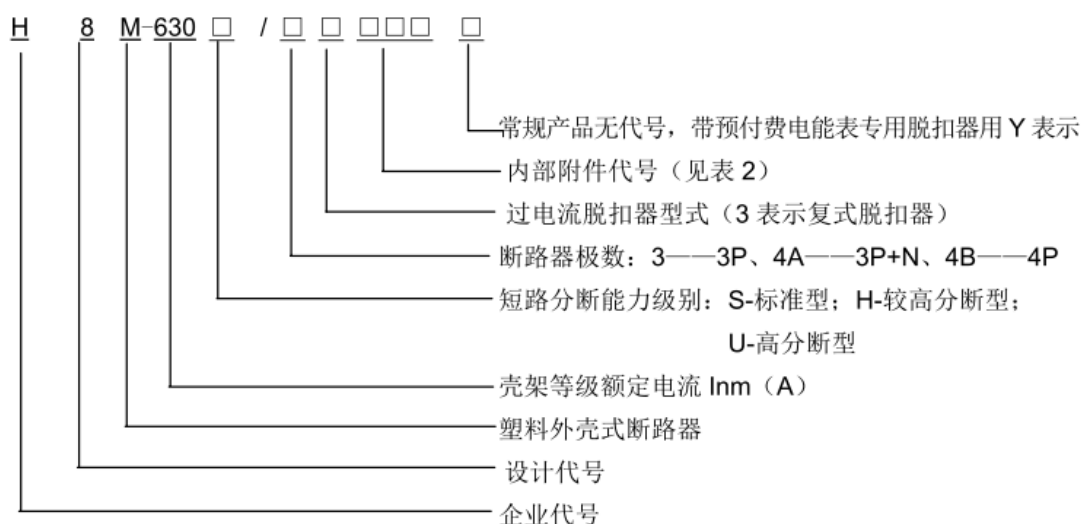 H 8 M-630 □ / □ □ □□□ □
常规产品无代号，带预付费电能表专用脱扣器用 Y 表示
内部附件代号（见表 2）
过电流脱扣器型式（3 表示复式脱扣器）
断路器极数：3——3P、4A——3P+N、4B——4P
短路分断能力级别：S-标准型；H-较高分断型；
U-高分断型
壳架等级额定电流 Inm（A）
塑料外壳式断路器
设计代号
企业代号